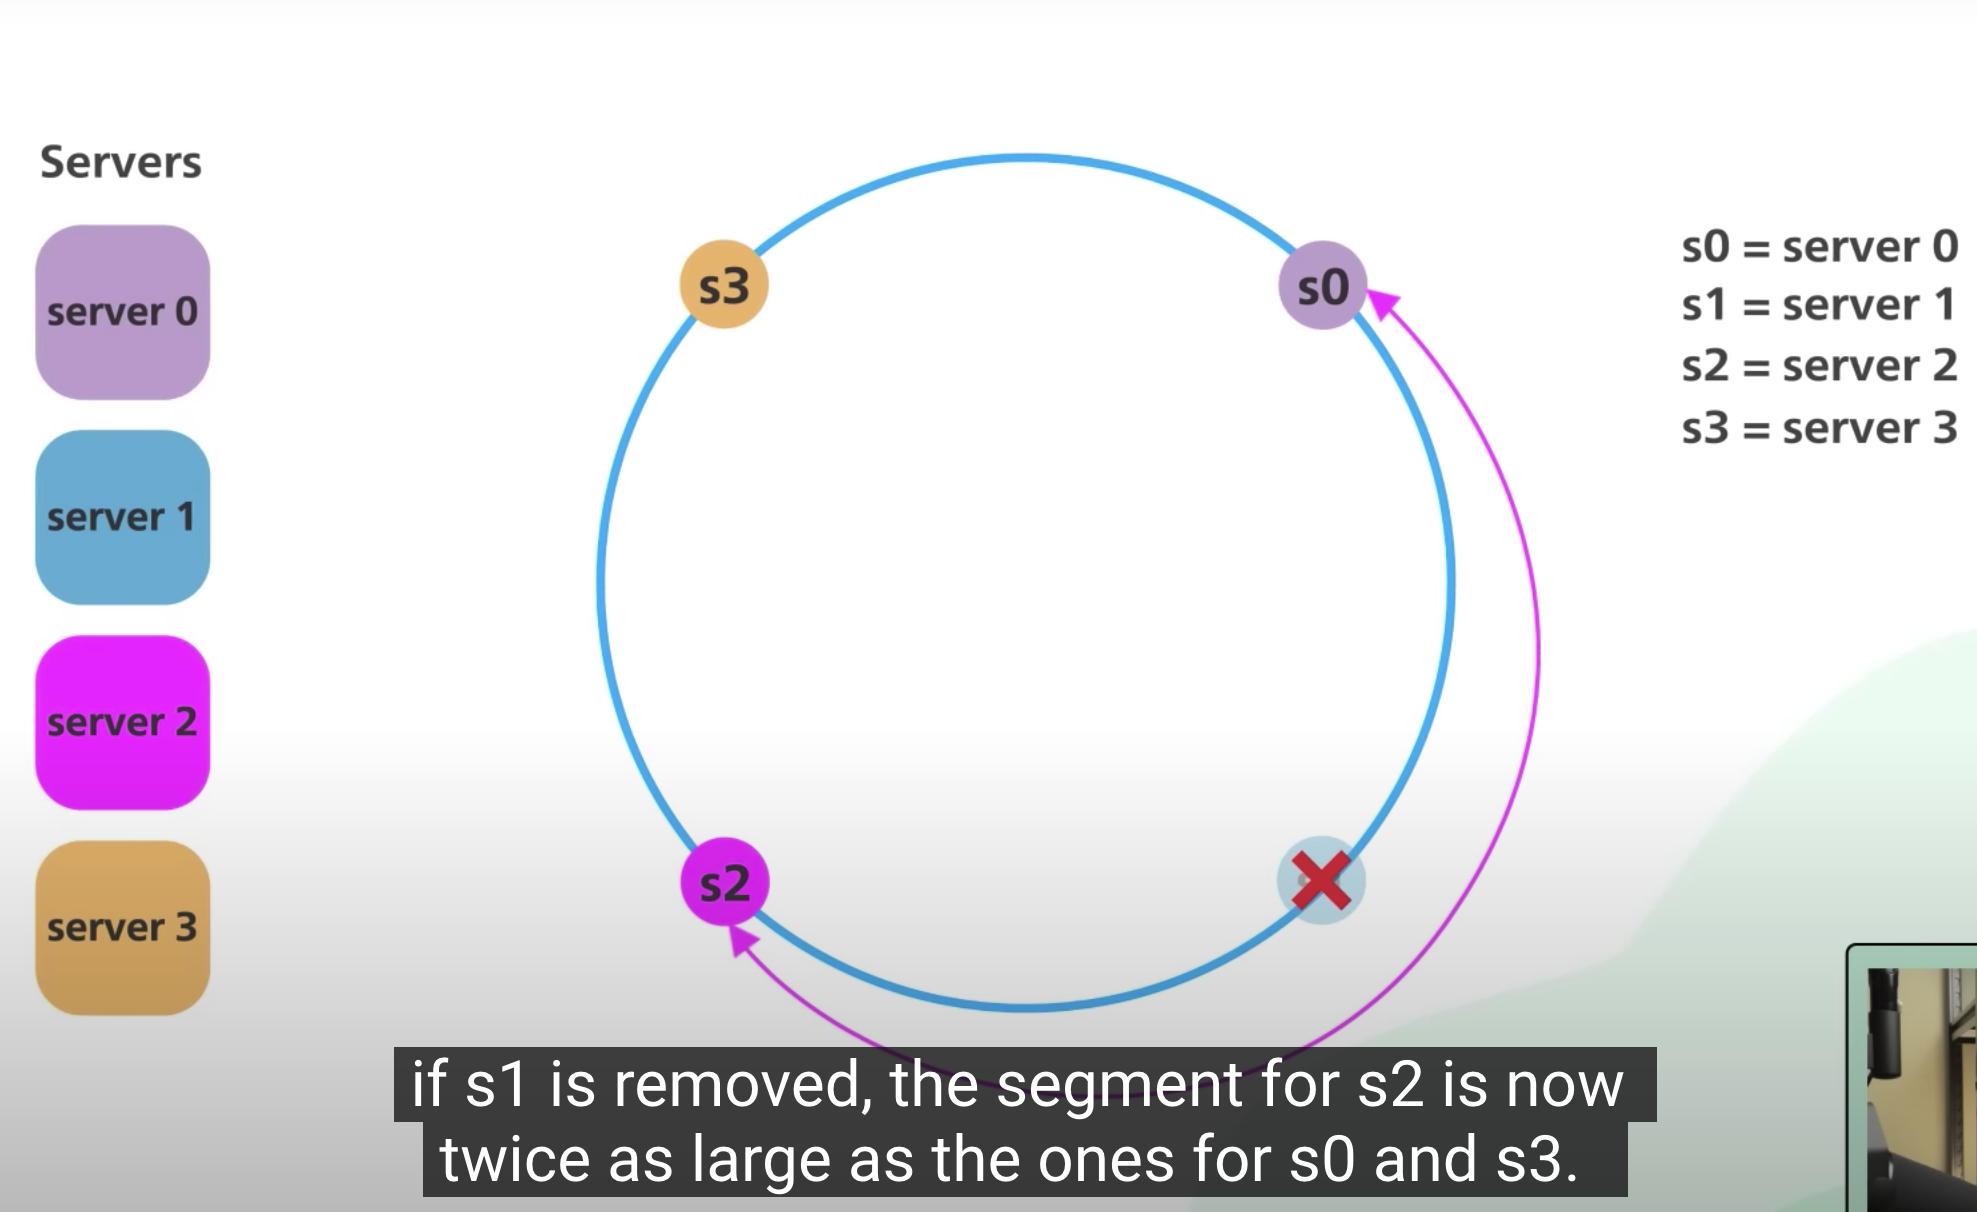 Servers
server 0
server 1
server 2
server 3
s3
s0
s2
s0 = server 0
s1 = server 1
s2 = server 2
s3 = server 3
if s1 is removed, the segment for s2 is now
twice as large as the ones for s0 and s3.